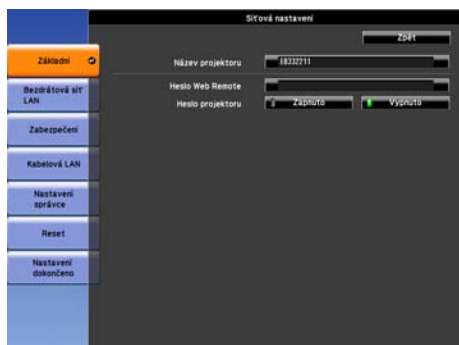 Síťová nastavení
Zpět
Základní
Název projektoru
EB332211
Bezdrátová síť
LAN
Heslo Web Remote
Heslo projektoru
Zapnuto
Vypnuto
Zabezpečení
Kabelová LAN
Nastavení
správce
Reset
Nastavení
dokončeno